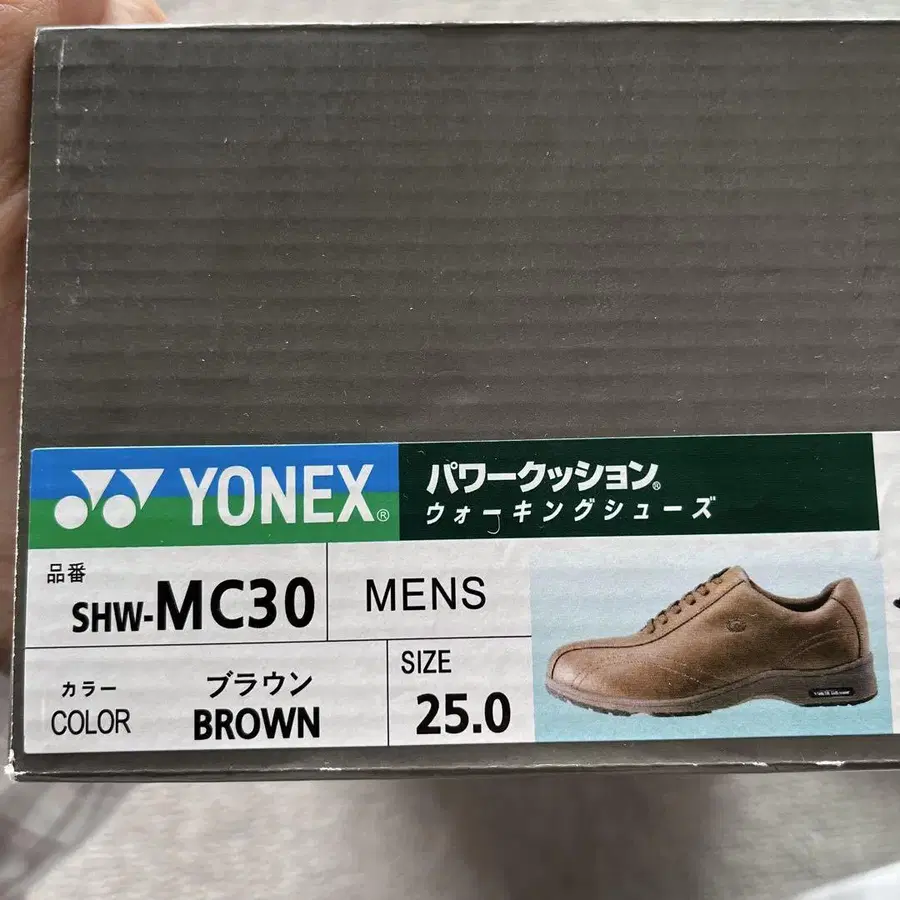 YONEX®
パワークッション®
ウォーキングシューズ
品番
SHW-MC30
MENS
カラー
COLOR
ブラウン
BROWN
SIZE
25.0